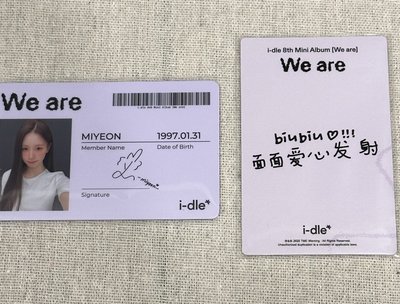 We are
MIYEON
Member Name
1997.01.31
Date of Birth
Signature
i-dle*
i-dle 8th Mini Album [We are]
We are
biubiu♡!!!
面面爱心发射
i-dle*